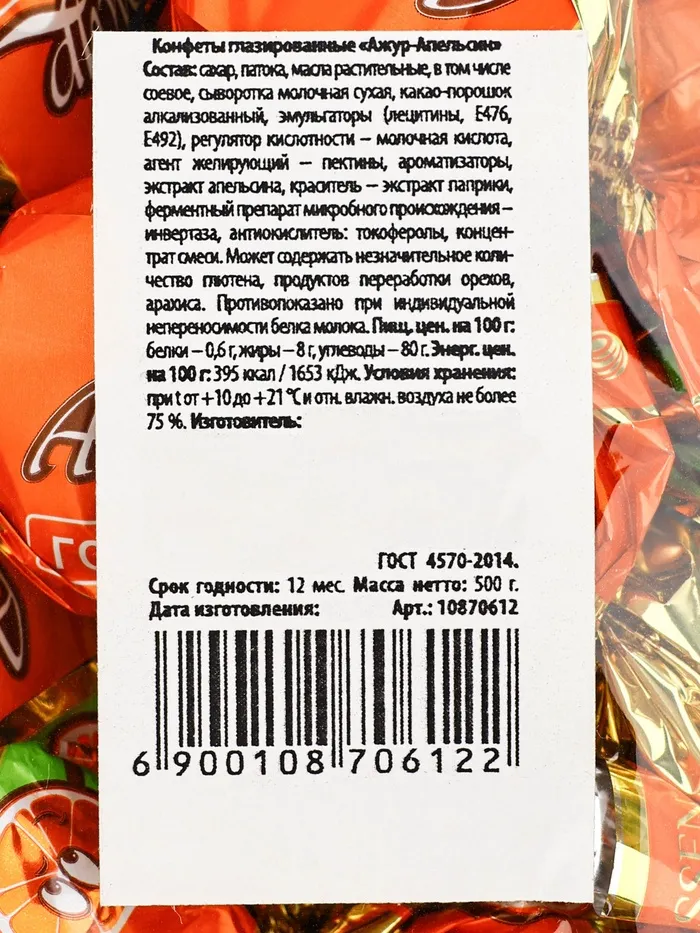 Конфеты глазированные «Ажур-Апельсин»
Состав: сахар, патока, масла растительные, в том числе
соевое, сыворотка молочная сухая, какао-порошок
алкализованный, эмульгаторы (лецитины, Е476,
Е492), регулятор кислотности – молочная кислота,
агент желирующий – пектины, ароматизаторы,
экстракт апельсина, краситель – экстракт паприки,
ферментный препарат микробного происхождения –
инвертаза, антиокислитель: токоферолы, концен-
трат смеси. Может содержать незначительное коли-
чество глютена, продуктов переработки орехов,
арахиса. Противопоказано при индивидуальной
непереносимости белка молока. Пищ. цен. на 100 г:
белки – 0,6 г, жиры – 8 г, углеводы – 80 г. Энерг. цен.
на 100 г: 395 ккал / 1653 кДж. Условия хранения:
при t от +10 до +21 °С и отн. влажн. воздуха не более
75 %. Изготовитель:
ГОСТ 4570-2014.
Срок годности: 12 мес. Масса нетто: 500 г.
Дата изготовления: Арт.: 10870612
6 900108 706122